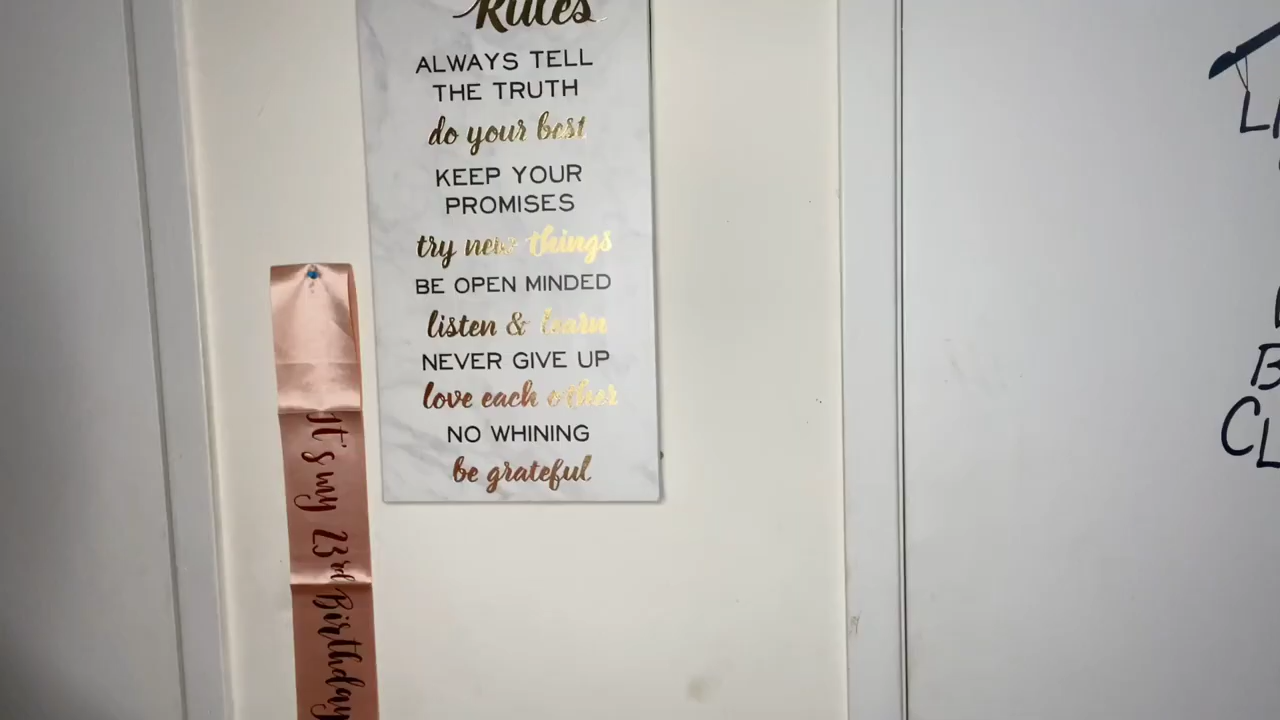 Rules
ALWAYS TELL
THE TRUTH
do your best
KEEP YOUR
PROMISES
try new things
BE OPEN MINDED
listen & learn
NEVER GIVE UP
love each other
NO WHINING
be grateful
It's my 23rd Birthday